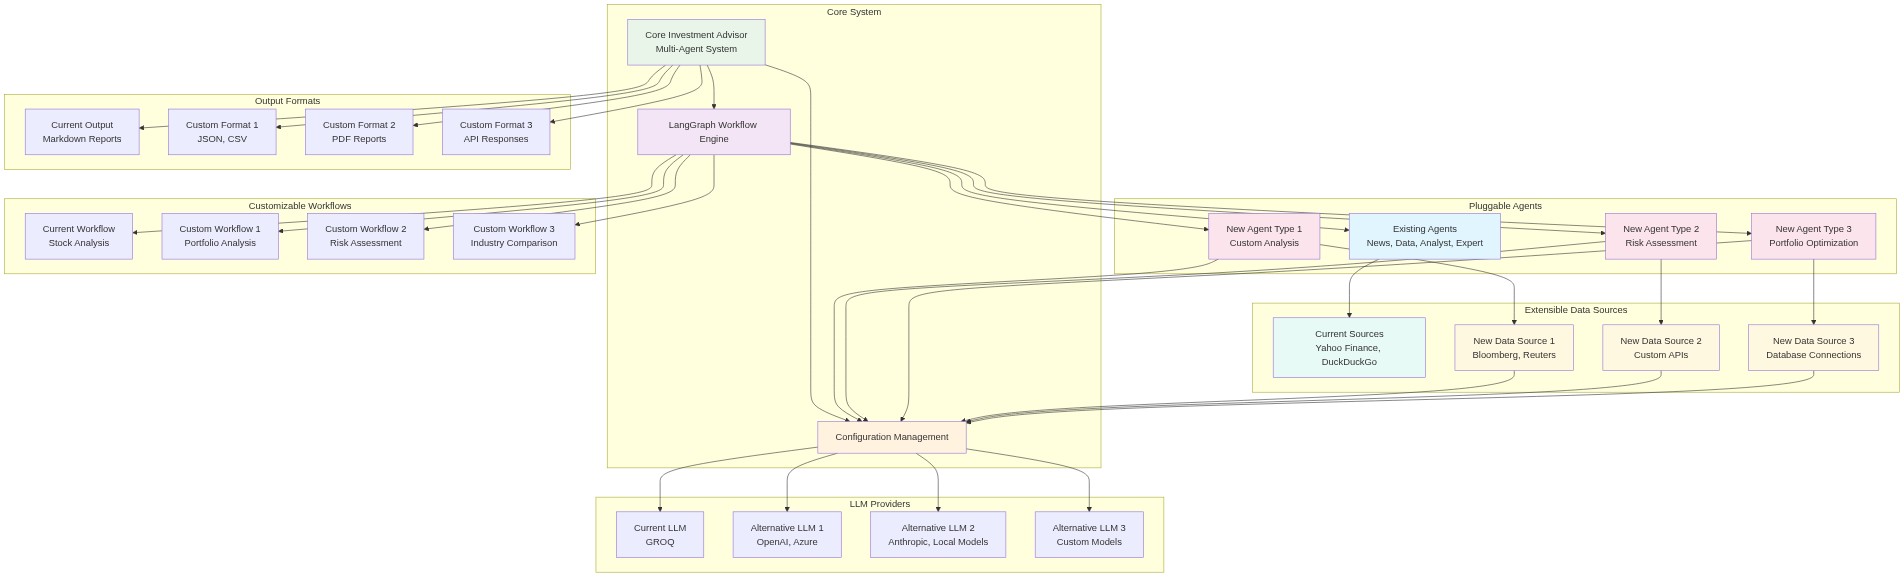 Core System
Core Investment Advisor
Multi-Agent System
Output Formats
Current Output
Markdown Reports
Custom Format 1
JSON, CSV
Custom Format 2
PDF Reports
Custom Format 3
API Responses
LangGraph Workflow
Engine
Customizable Workflows
Current Workflow
Stock Analysis
Custom Workflow 1
Portfolio Analysis
Custom Workflow 2
Risk Assessment
Custom Workflow 3
Industry Comparison
Pluggable Agents
New Agent Type 1
Custom Analysis
Existing Agents
News, Data, Analyst, Expert
New Agent Type 2
Risk Assessment
New Agent Type 3
Portfolio Optimization
Extensible Data Sources
Current Sources
Yahoo Finance,
DuckDuckGo
New Data Source 1
Bloomberg, Reuters
New Data Source 2
Custom APIs
New Data Source 3
Database Connections
Configuration Management
LLM Providers
Current LLM
GROQ
Alternative LLM 1
OpenAI, Azure
Alternative LLM 2
Anthropic, Local Models
Alternative LLM 3
Custom Models